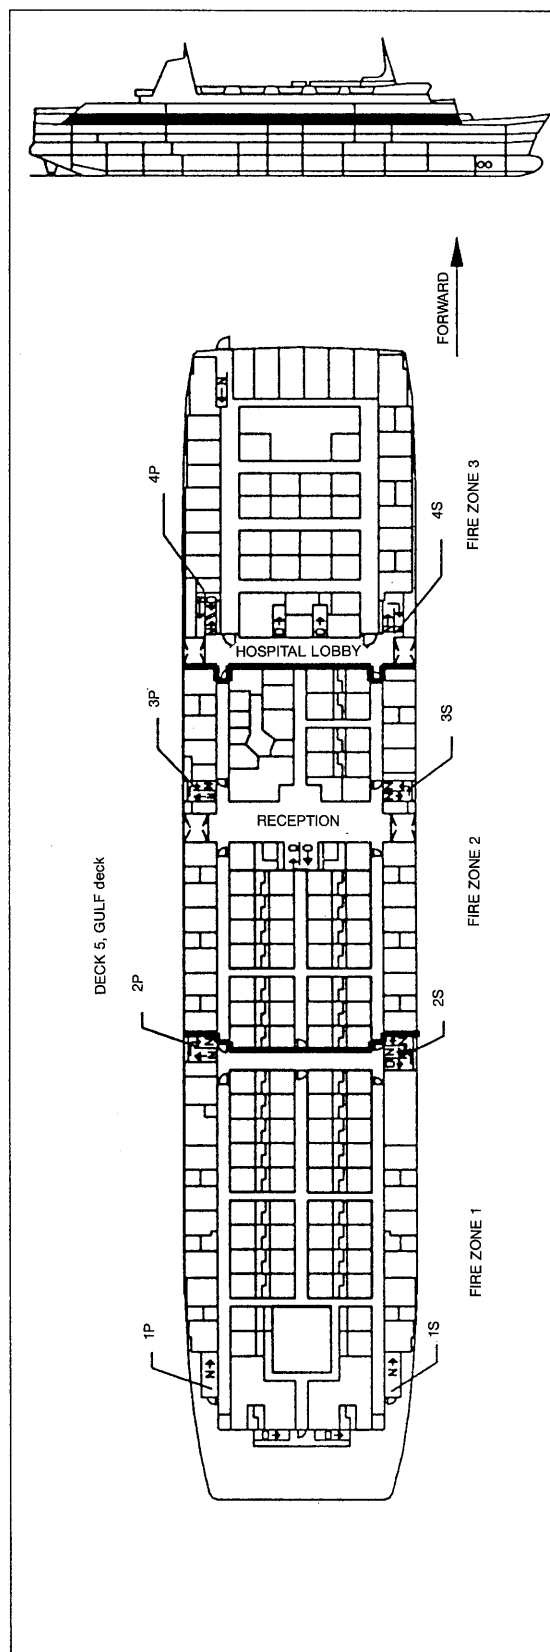 FORWARD
4P
4S
FIRE ZONE 3
HOSPITAL LOBBY
3P
3S
RECEPTION
FIRE ZONE 2
DECK 5, GULF deck
2P
2S
FIRE ZONE 1
1P
1S
N
N
N